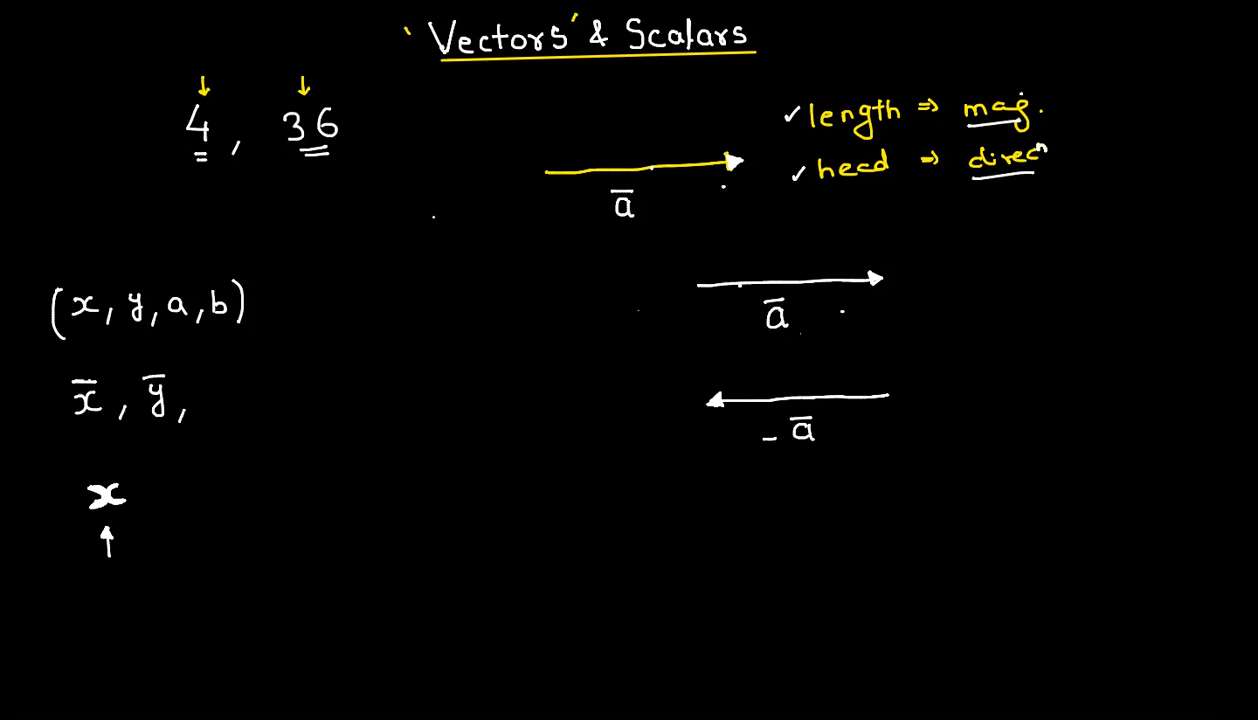 ‘Vectors’ & Scalars
4, 36
length ⇒ mag.
head ⇒ direcⁿ
a̅
(x, y, a, b)
a̅
x̅, y̅,
- a̅
x